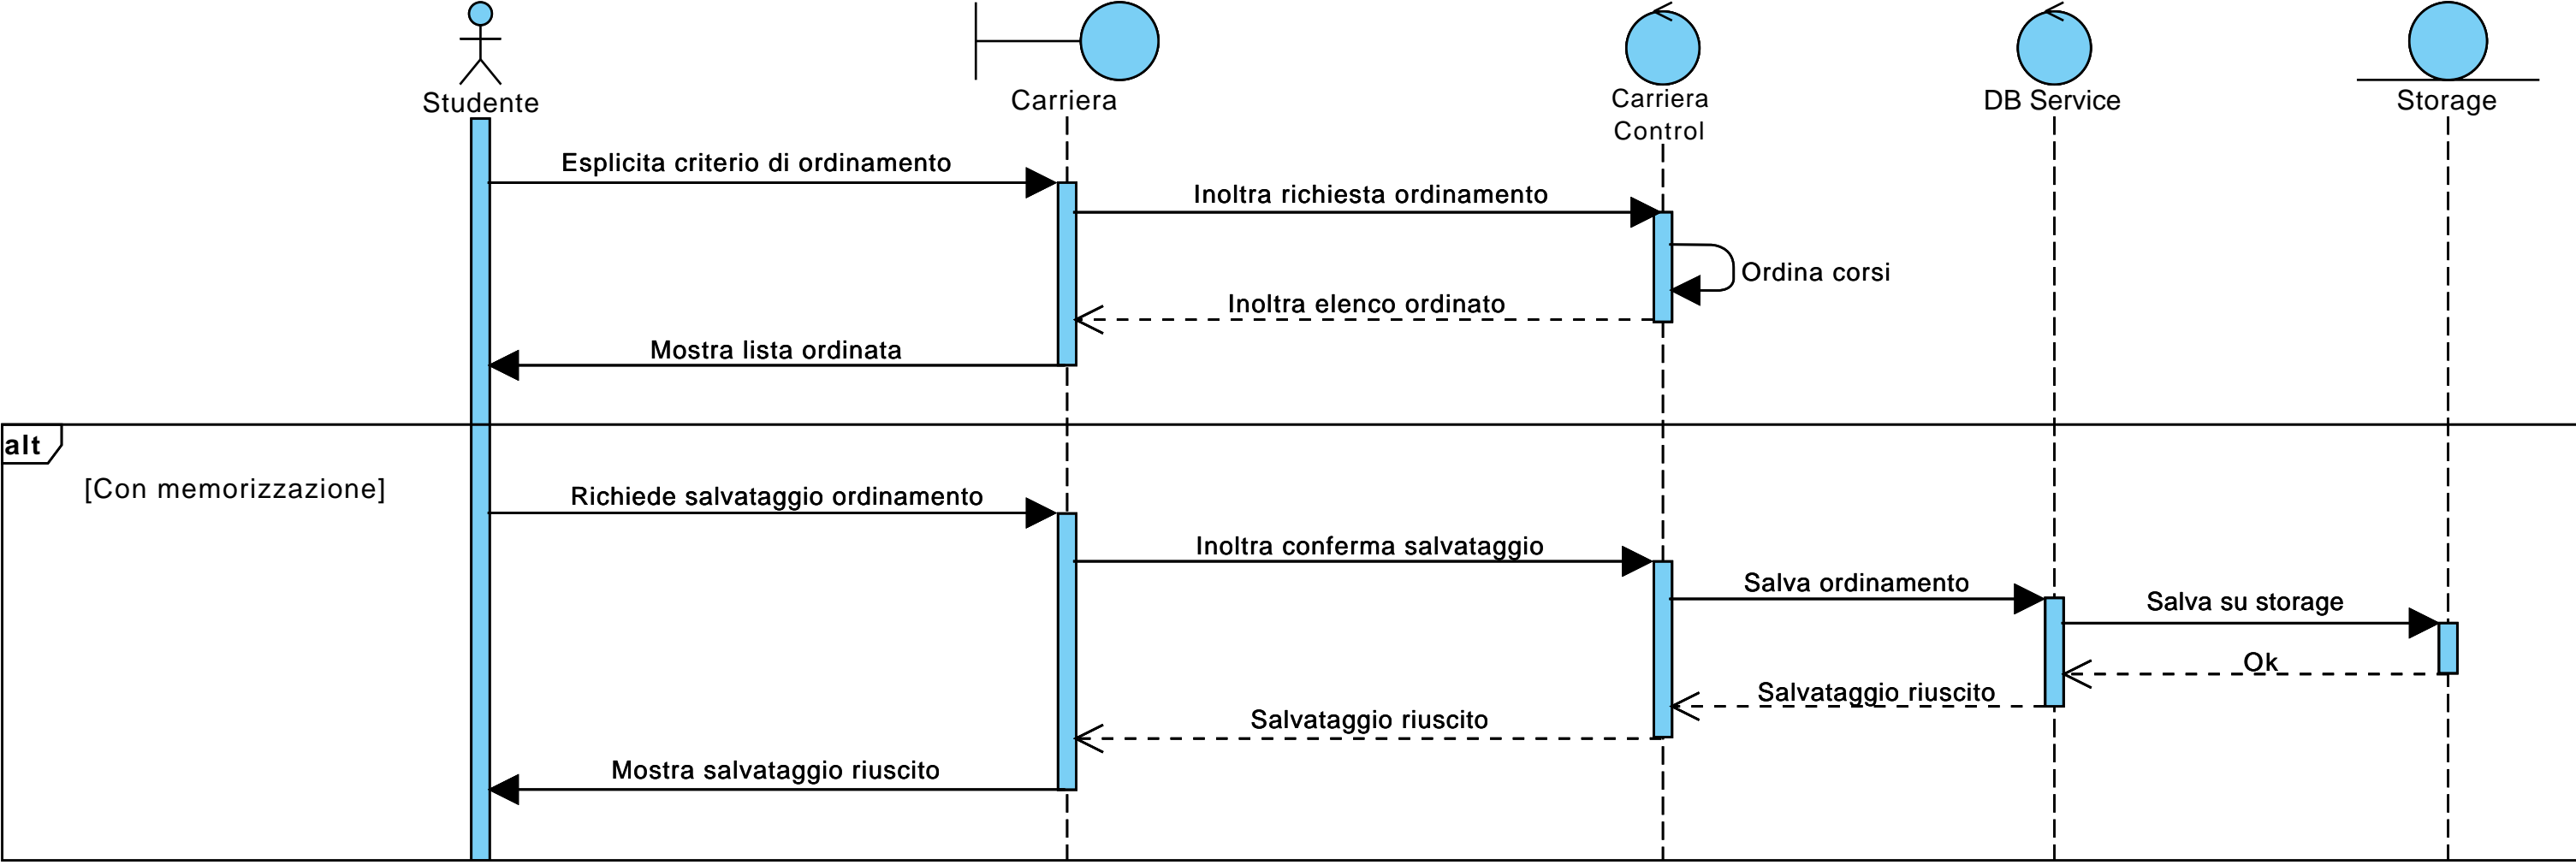 Studente
Carriera
Carriera
Control
DB Service
Storage
Esplicita criterio di ordinamento
Inoltra richiesta ordinamento
Ordina corsi
Inoltra elenco ordinato
Mostra lista ordinata
alt
[Con memorizzazione]
Richiede salvataggio ordinamento
Inoltra conferma salvataggio
Salva ordinamento
Salva su storage
Ok
Salvataggio riuscito
Salvataggio riuscito
Mostra salvataggio riuscito